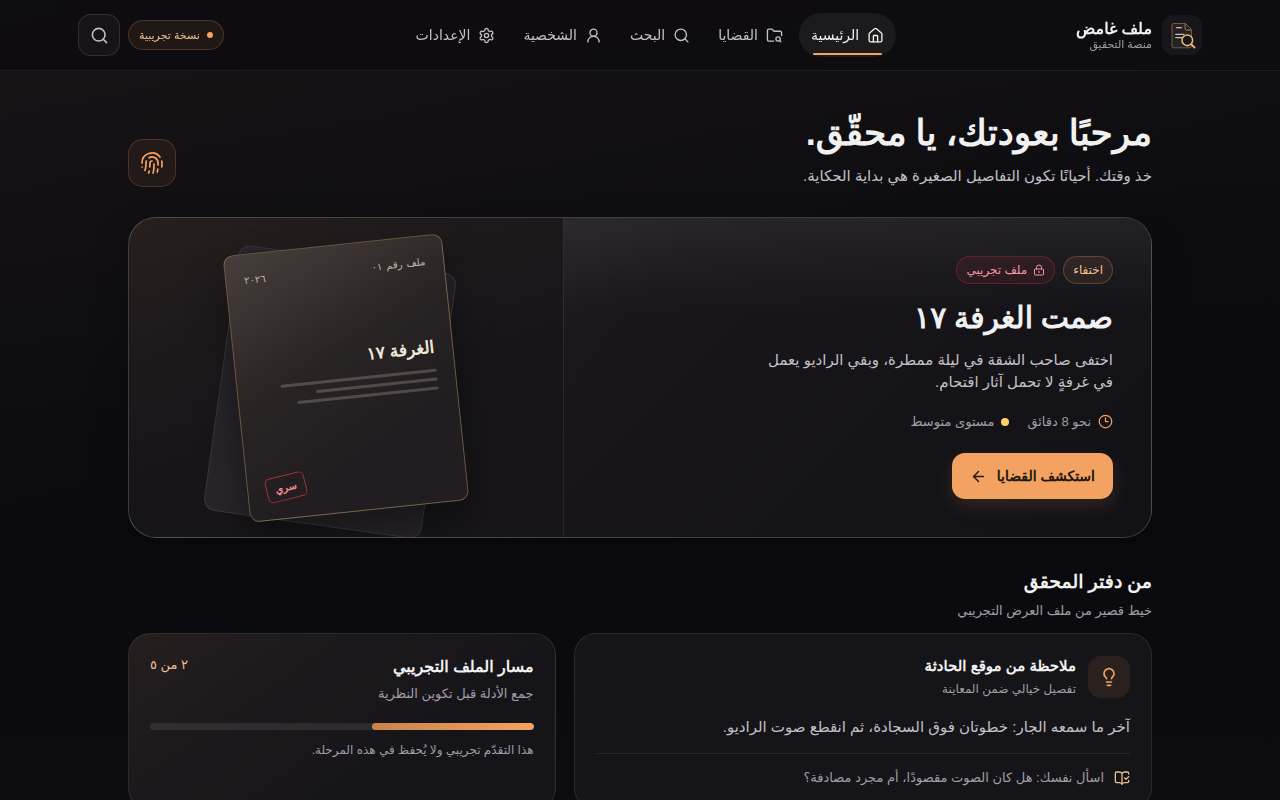 ملف غامض
منصة التحقيق
الرئيسية
القضايا
البحث
الشخصية
الإعدادات
نسخة تجريبية
مرحبًا بعودتك، يا محقّق.
خذ وقتك. أحيانًا تكون التفاصيل الصغيرة هي بداية الحكاية.
اختفاء
ملف تجريبي
صمت الغرفة ١٧
اختفى صاحب الشقة في ليلة ممطرة، وبقي الراديو يعمل
في غرفةٍ لا تحمل آثار اقتحام.
نحو 8 دقائق
مستوى متوسط
استكشف القضايا
ملف رقم ٠١
٢٠٢٦
الغرفة ١٧
سري
من دفتر المحقق
خيط قصير من ملف العرض التجريبي
ملاحظة من موقع الحادثة
تفصيل خيالي ضمن المعاينة
آخر ما سمعه الجار: خطوتان فوق السجادة، ثم انقطع صوت الراديو.
اسأل نفسك: هل كان الصوت مقصودًا، أم مجرد مصادفة؟
مسار الملف التجريبي
٢ من ٥
جمع الأدلة قبل تكوين النظرية
هذا التقدّم تجريبي ولا يُحفظ في هذه المرحلة.